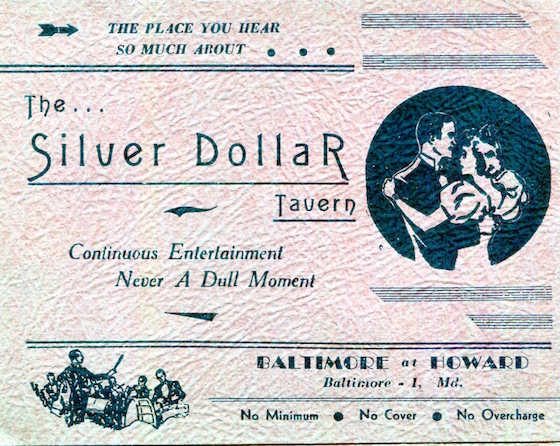 THE PLACE YOU HEAR
SO MUCH ABOUT . . .
The...
Silver Dollar
Tavern
Continuous Entertainment
Never A Dull Moment
BALTIMORE at HOWARD
Baltimore - 1, Md.
No Minimum ● No Cover ● No Overcharge